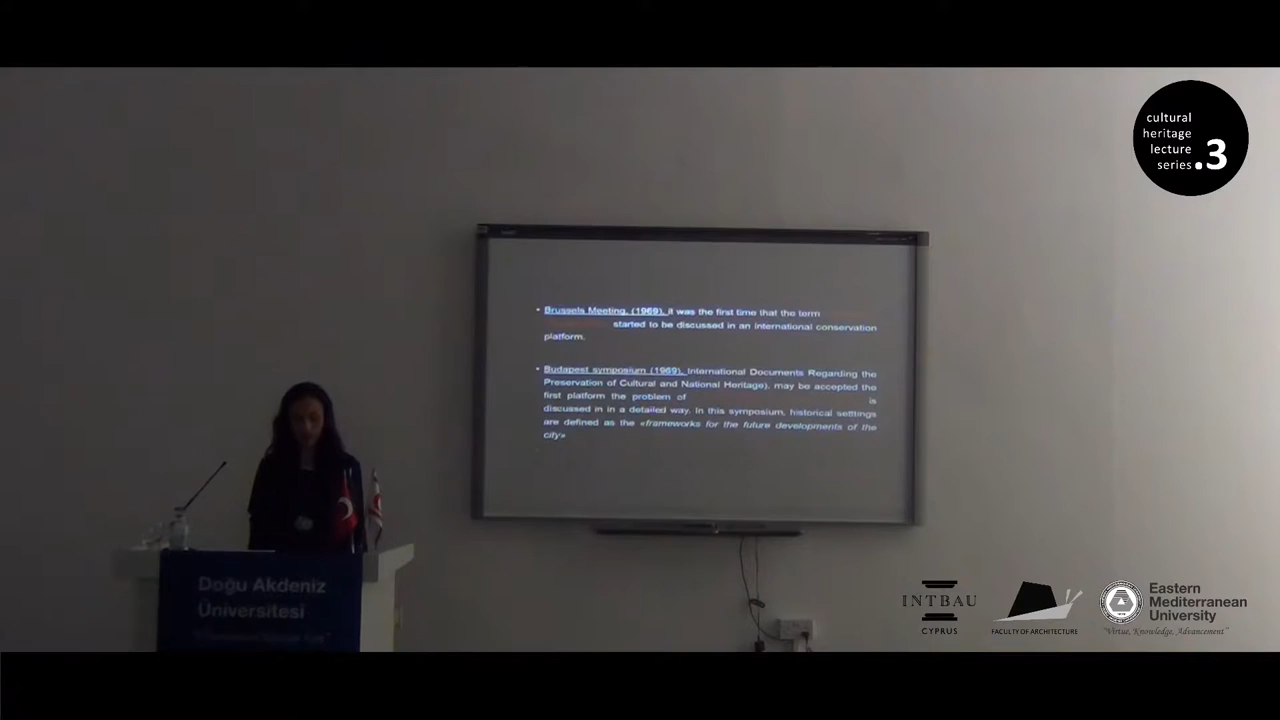 cultural
heritage
lecture
series .3
• Brussels Meeting, (1969), it was the first time that the term
started to be discussed in an international conservation
platform.
• Budapest symposium (1969), International Documents Regarding the
Preservation of Cultural and National Heritage), may be accepted the
first platform the problem of is
discussed in in a detailed way. In this symposium, historical setttings
are defined as the «frameworks for the future developments of the
city»
Doğu Akdeniz
Üniversitesi
INTBAU
CYPRUS
FACULTY OF ARCHITECTURE
Eastern
Mediterranean
University
"Virtue, Knowledge, Advancement"